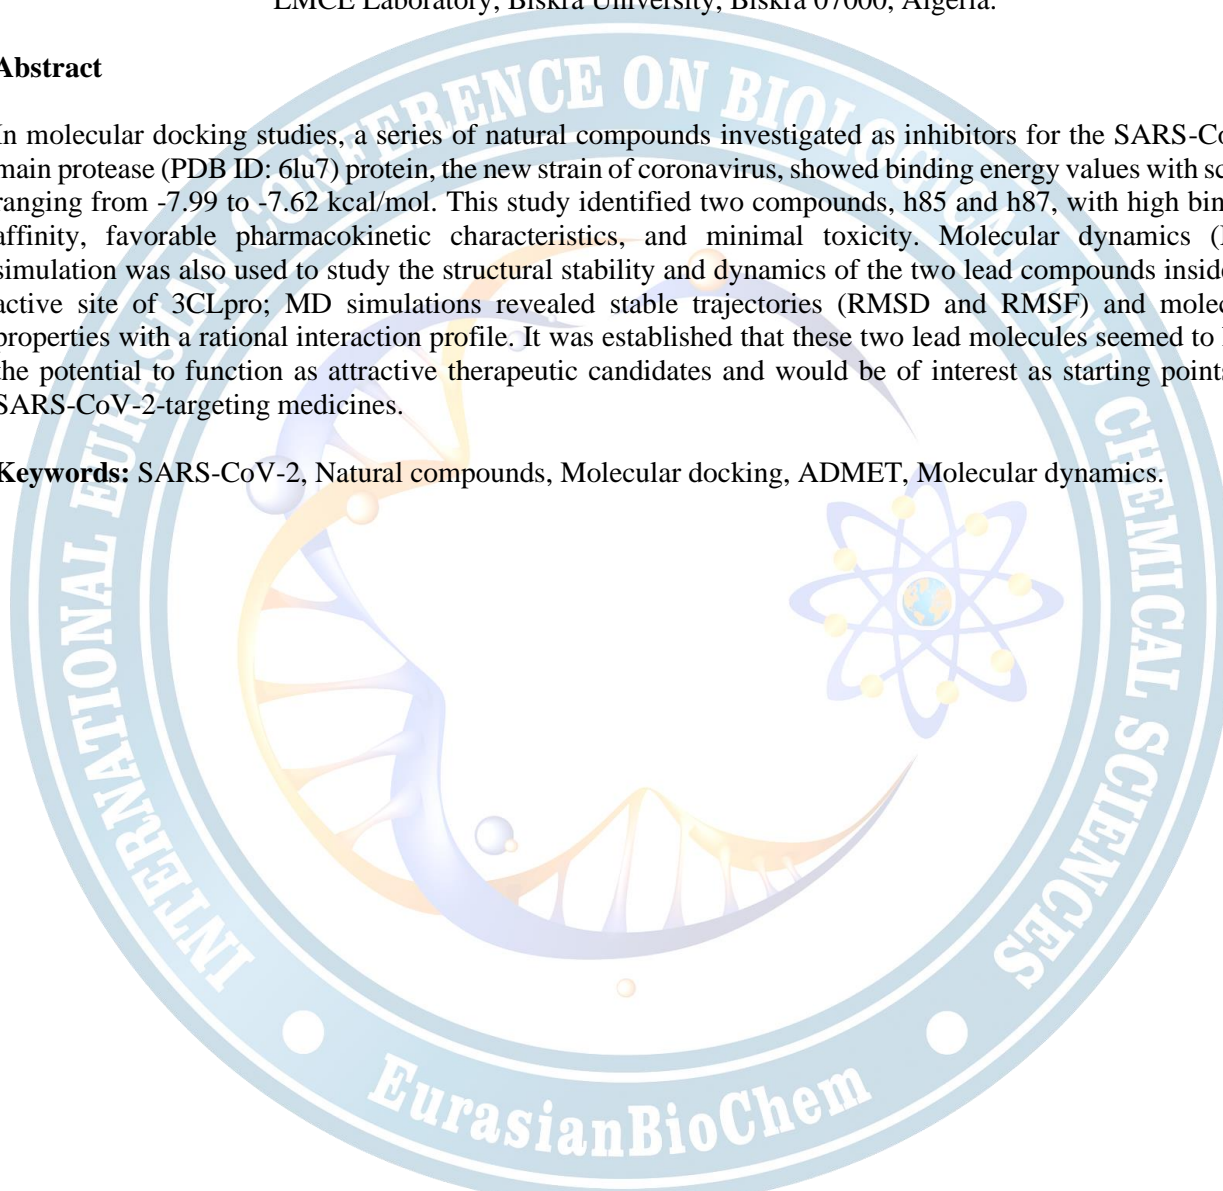 LMCE Laboratory, Biskra University, Biskra 07000, Algeria.
Abstract
In molecular docking studies, a series of natural compounds investigated as inhibitors for the SARS-Co
main protease (PDB ID: 6lu7) protein, the new strain of coronavirus, showed binding energy values with sc
ranging from -7.99 to -7.62 kcal/mol. This study identified two compounds, h85 and h87, with high bin
affinity, favorable pharmacokinetic characteristics, and minimal toxicity. Molecular dynamics (
simulation was also used to study the structural stability and dynamics of the two lead compounds inside
active site of 3CLpro; MD simulations revealed stable trajectories (RMSD and RMSF) and molec
properties with a rational interaction profile. It was established that these two lead molecules seemed to
the potential to function as attractive therapeutic candidates and would be of interest as starting points
SARS-CoV-2-targeting medicines.
Keywords: SARS-CoV-2, Natural compounds, Molecular docking, ADMET, Molecular dynamics.
INTERNATIONAL EURASIAN CONFERENCE ON BIOLOGICAL AND CHEMICAL SCIENCES
EurasianBioChem